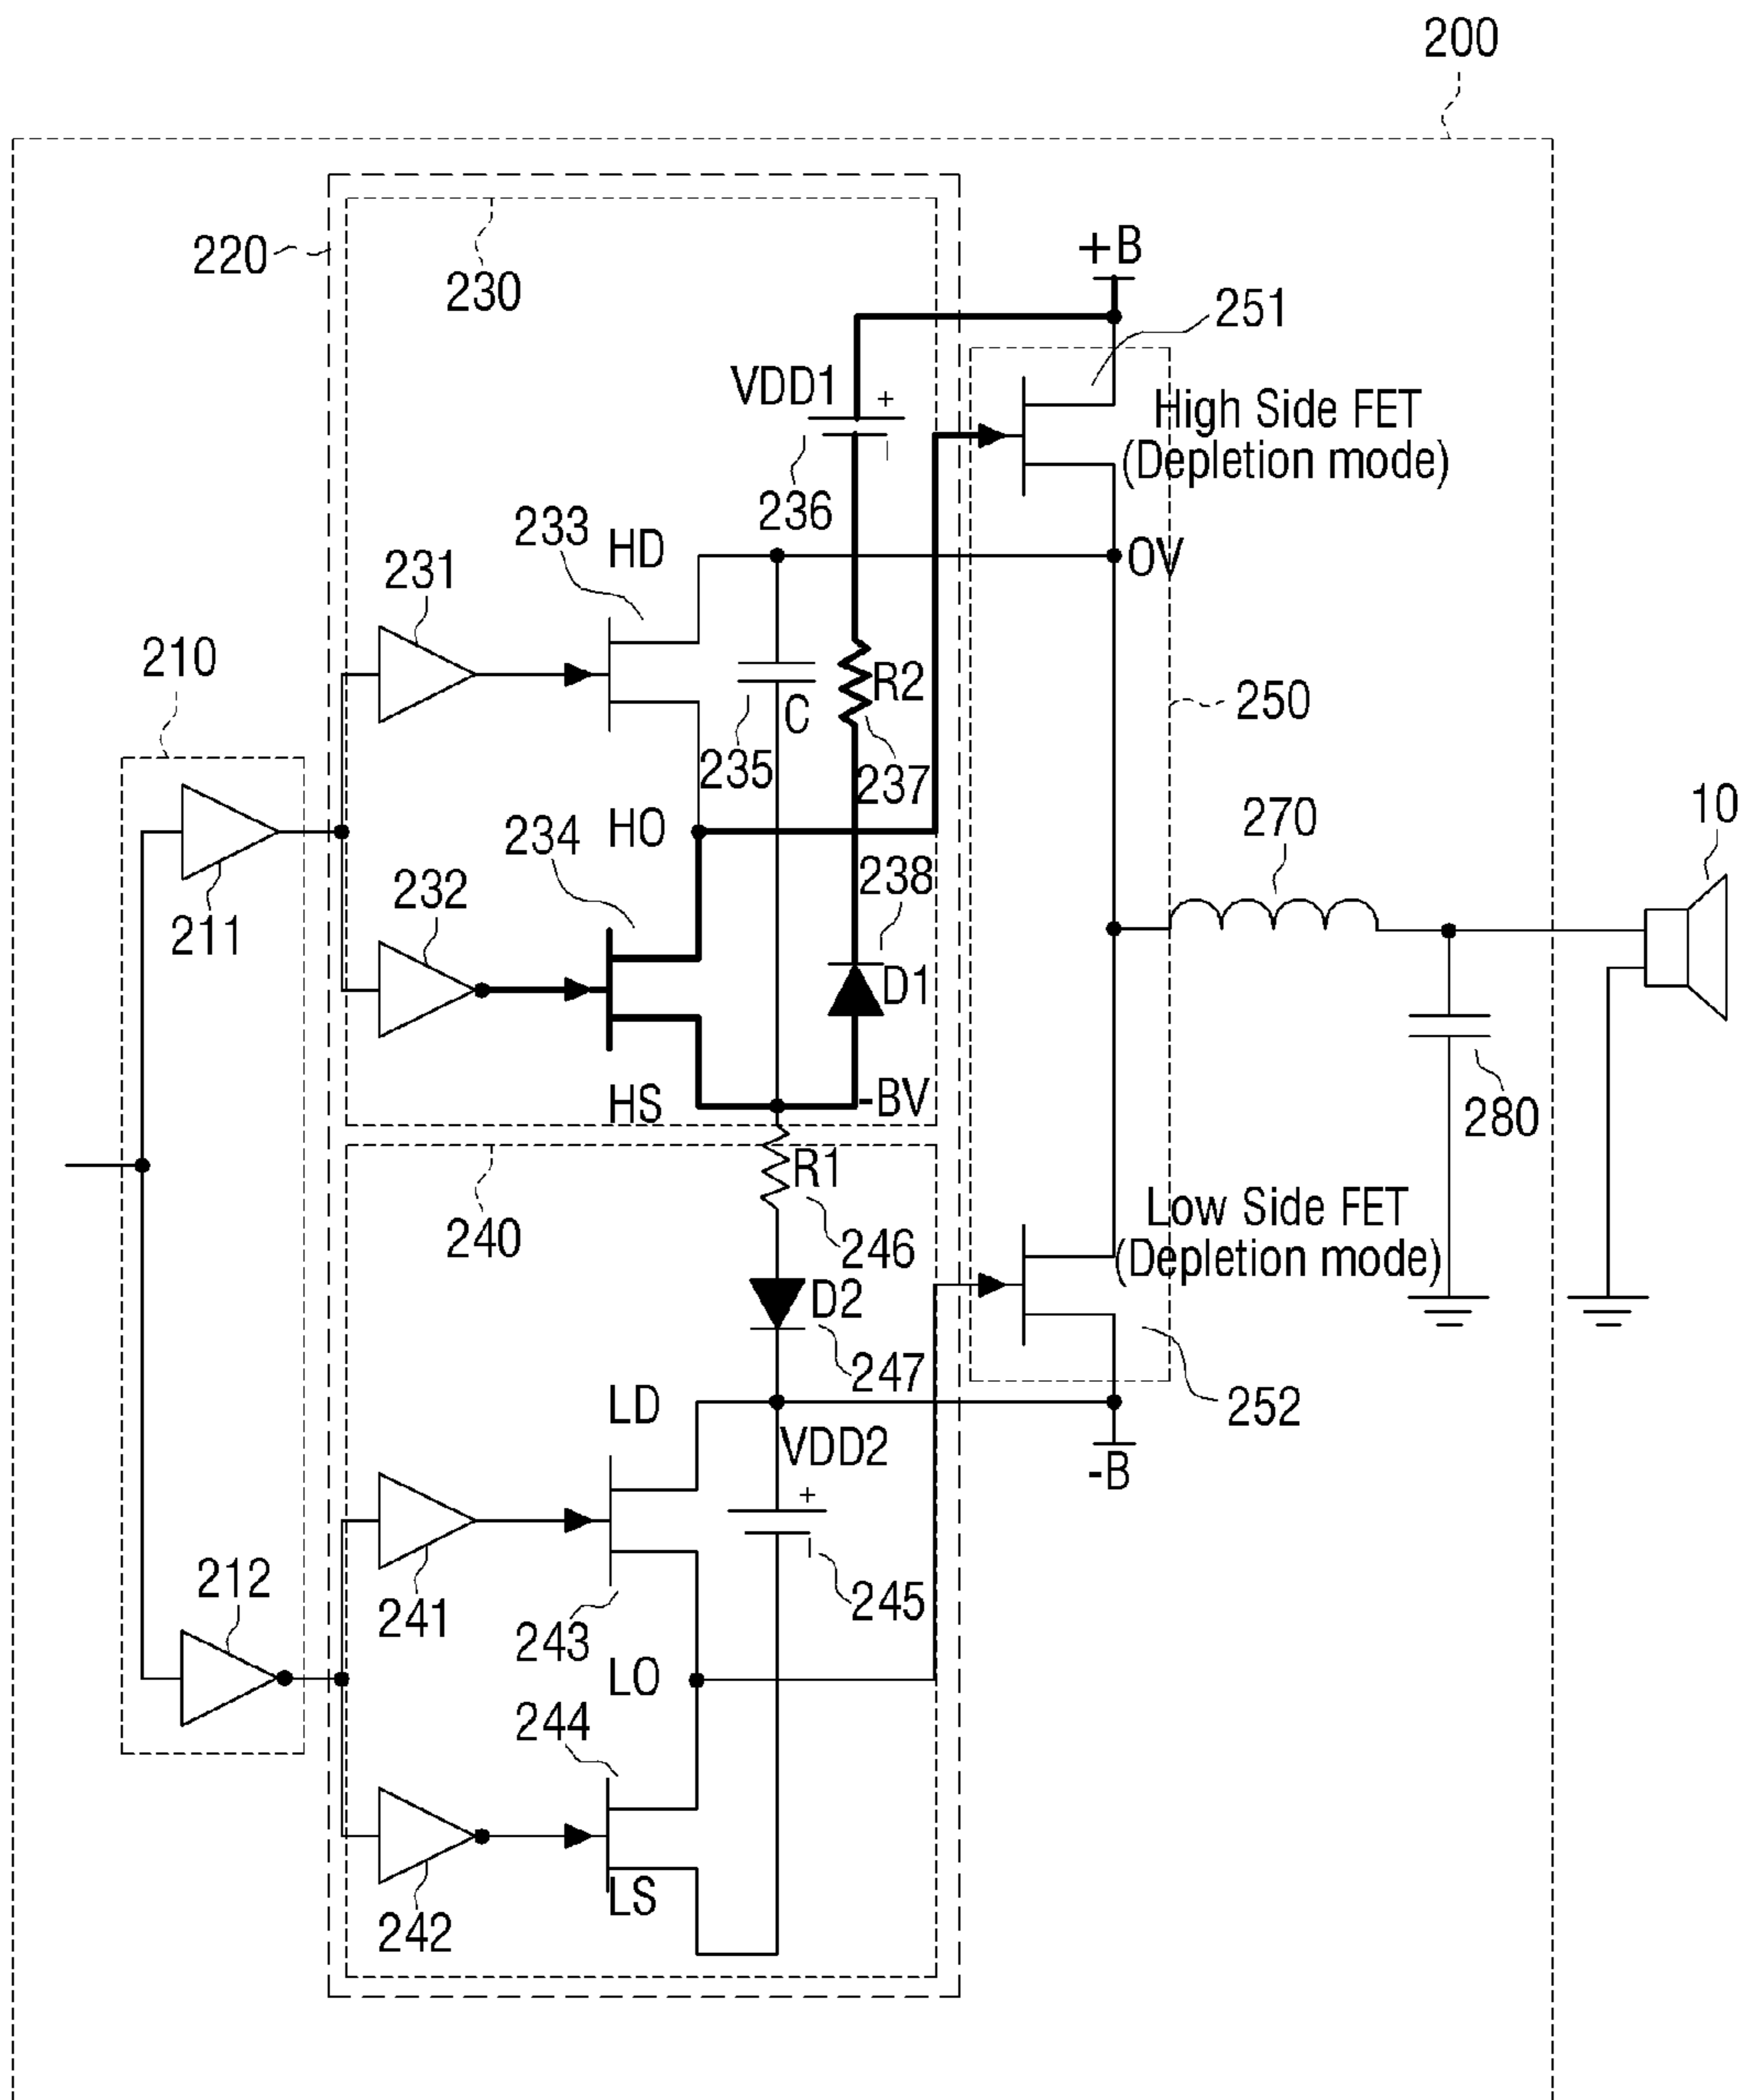 200
220
230
+B
251
VDD1
+
High Side FET
(Depletion mode)
236
233
HD
0V
231
210
R2
250
C
235
237
HO
234
270
10
238
211
232
D1
HS
-BV
280
R1
240
246
Low Side FET
(Depletion mode)
D2
247
LD
252
VDD2
-B
+
212
241
245
243
LO
244
LS
242